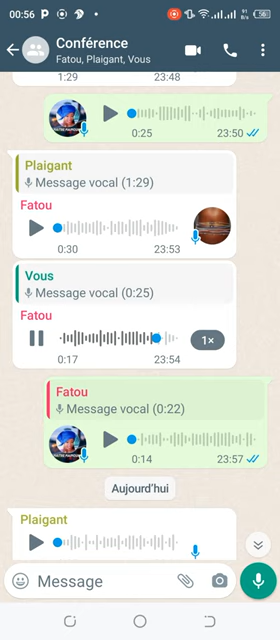 00:56
91
B/s
Conférence
Fatou, Plaigant, Vous
1:29 23:48
0:25 23:50
Plaigant
Message vocal (1:29)
Fatou
0:30 23:53
Vous
Message vocal (0:25)
Fatou
1×
0:17 23:54
Fatou
Message vocal (0:22)
0:14 23:57
Aujourd'hui
Plaigant
Message